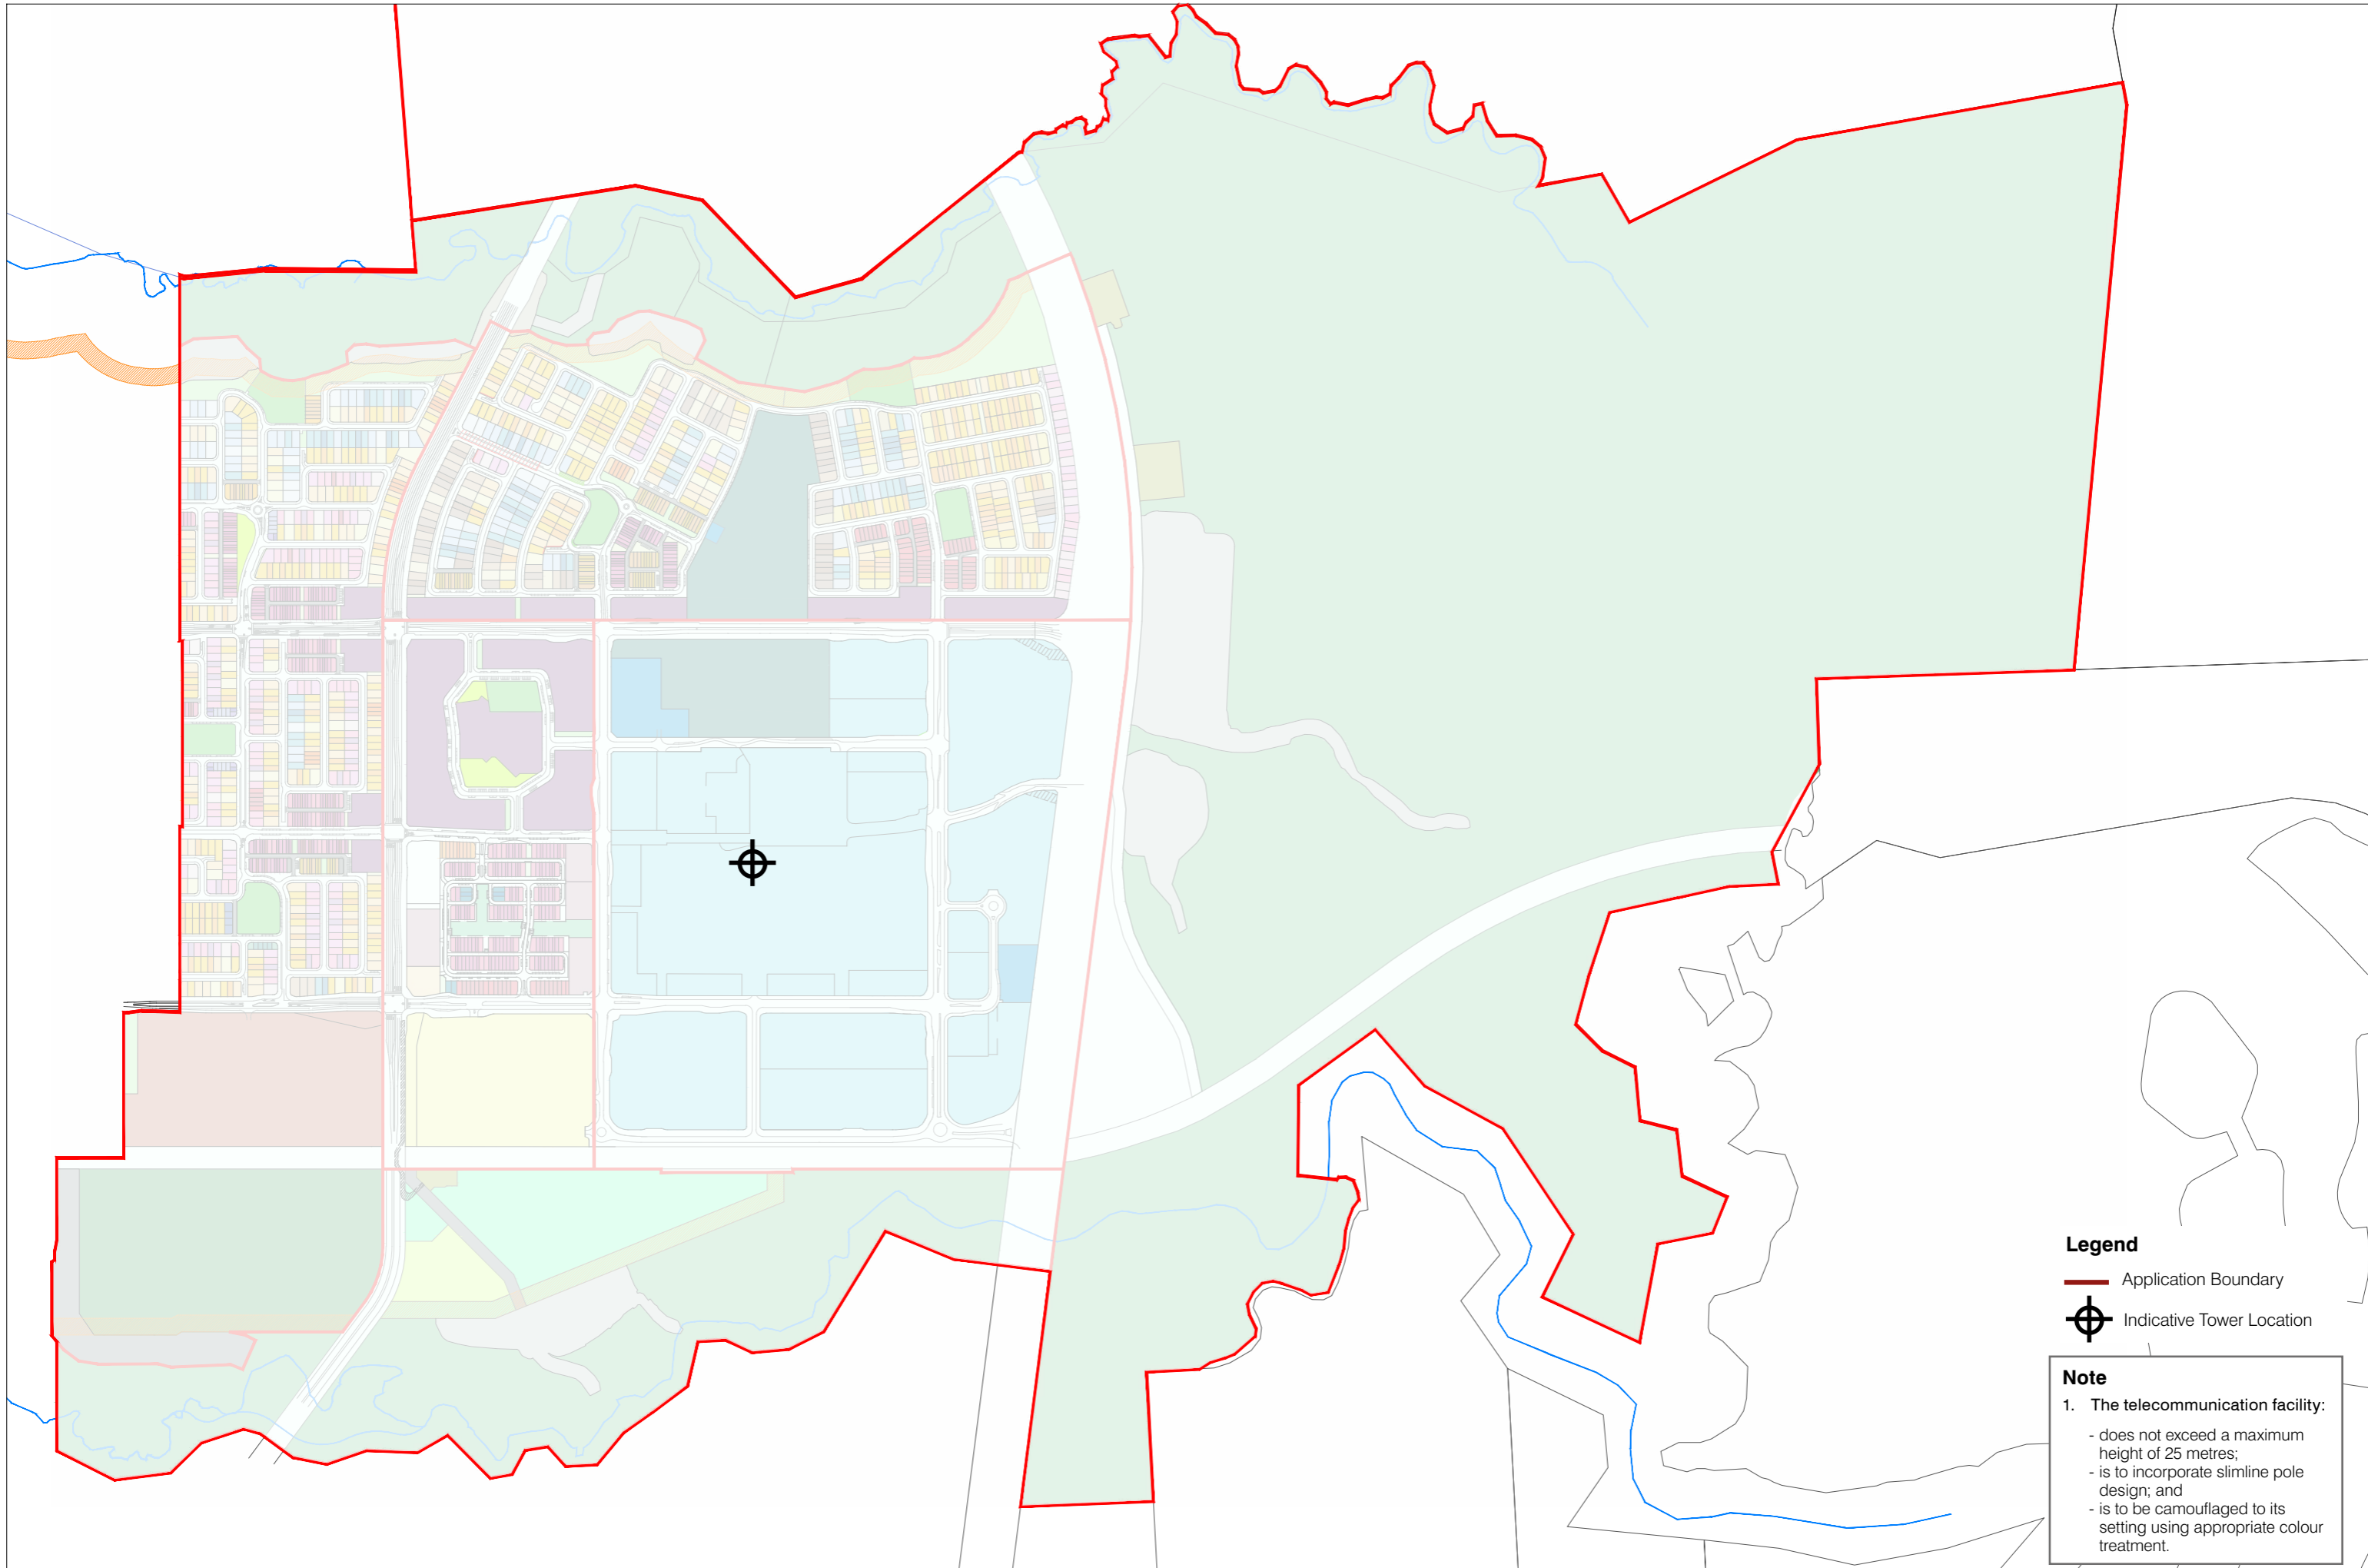 Legend
Application Boundary
Indicative Tower Location
Note
1. The telecommunication facility:
- does not exceed a maximum
height of 25 metres;
- is to incorporate slimline pole
design; and
- is to be camouflaged to its
setting using appropriate colour
treatment.